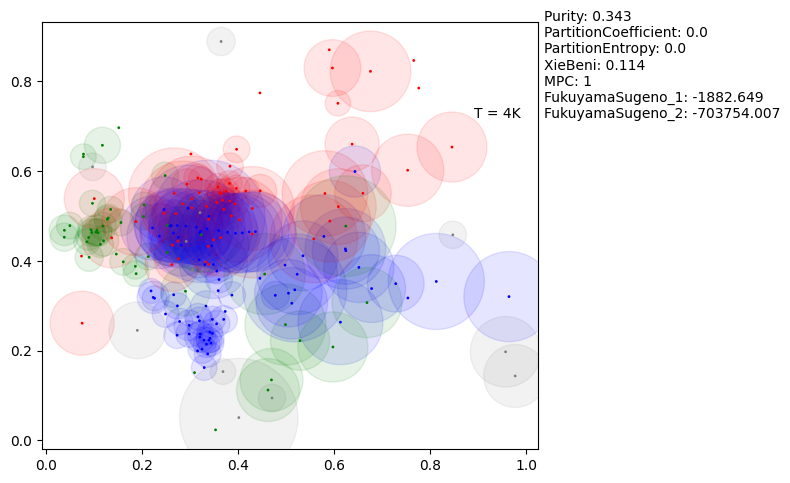 Purity: 0.343
PartitionCoefficient: 0.0
PartitionEntropy: 0.0
XieBeni: 0.114
MPC: 1
FukuyamaSugeno_1: -1882.649
FukuyamaSugeno_2: -703754.007
T = 4K
0.8
0.6
0.4
0.2
0.0
0.0 0.2 0.4 0.6 0.8 1.0